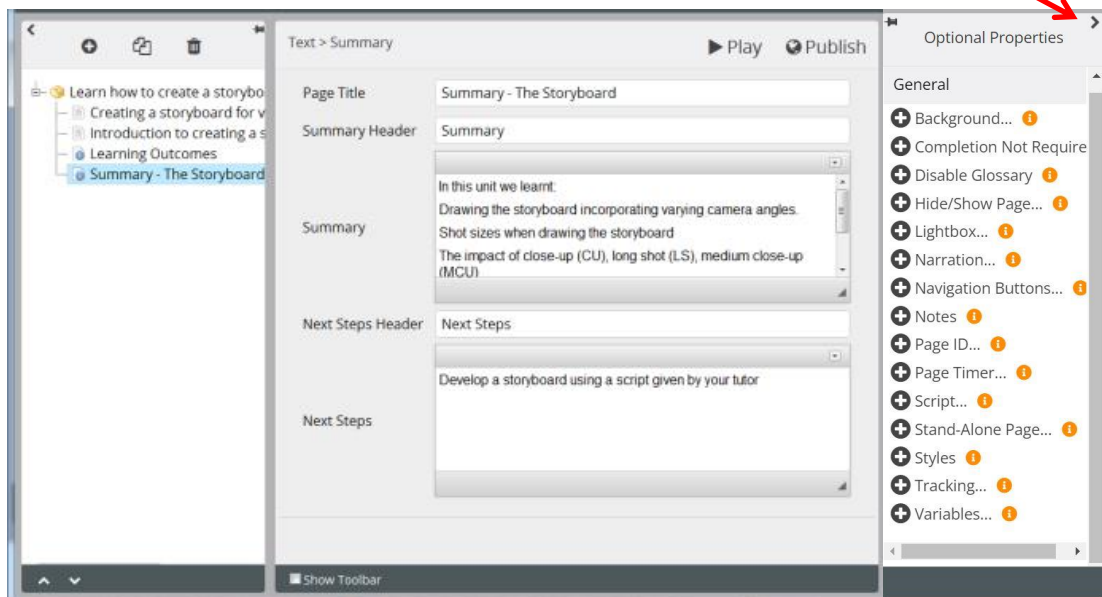 Learn how to create a storybo
Creating a storyboard for v
Introduction to creating a s
Learning Outcomes
Summary - The Storyboard
Text > Summary
Play
Publish
Page Title
Summary - The Storyboard
Summary Header
Summary
Summary
In this unit we learnt:
Drawing the storyboard incorporating varying camera angles.
Shot sizes when drawing the storyboard
The impact of close-up (CU), long shot (LS), medium close-up
(MCU)
Next Steps Header
Next Steps
Next Steps
Develop a storyboard using a script given by your tutor
Show Toolbar
Optional Properties
General
Background...
Completion Not Require
Disable Glossary
Hide/Show Page...
Lightbox...
Narration...
Navigation Buttons...
Notes
Page ID...
Page Timer...
Script...
Stand-Alone Page...
Styles
Tracking...
Variables...